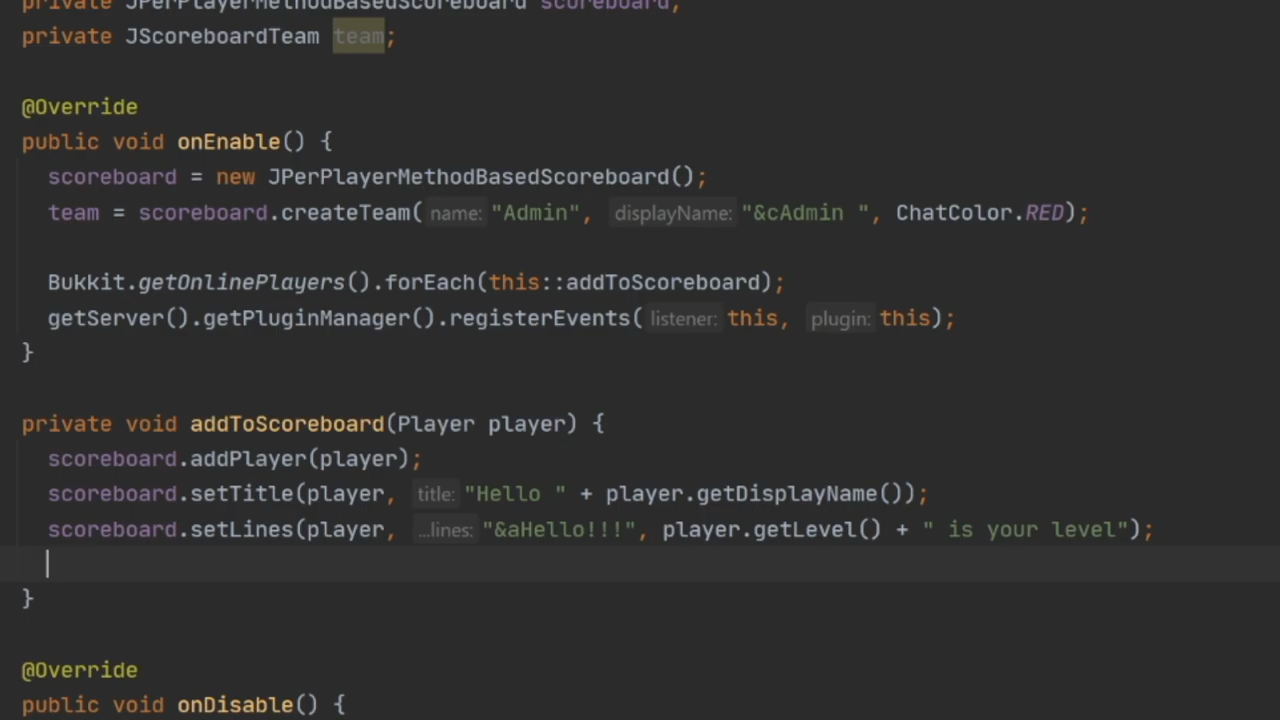 private JPerPlayerMethodBasedScoreboard scoreboard;
private JScoreboardTeam team;
@Override
public void onEnable() {
scoreboard = new JPerPlayerMethodBasedScoreboard();
team = scoreboard.createTeam( name: "Admin", displayName: "&cAdmin ", ChatColor.RED);
Bukkit.getOnlinePlayers().forEach(this::addToScoreboard);
getServer().getPluginManager().registerEvents( listener: this, plugin: this);
}
private void addToScoreboard(Player player) {
scoreboard.addPlayer(player);
scoreboard.setTitle(player, title: "Hello " + player.getDisplayName());
scoreboard.setLines(player, ...lines: "&aHello!!!", player.getLevel() + " is your level");
}
@Override
public void onDisable() {